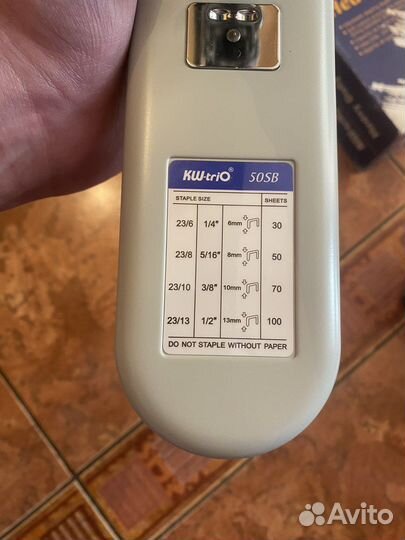 KW-triO® 50SB
STAPLE SIZE SHEETS
23/6 1/4" 6mm 30
23/8 5/16" 8mm 50
23/10 3/8" 10mm 70
23/13 1/2" 13mm 100
DO NOT STAPLE WITHOUT PAPER
Avito